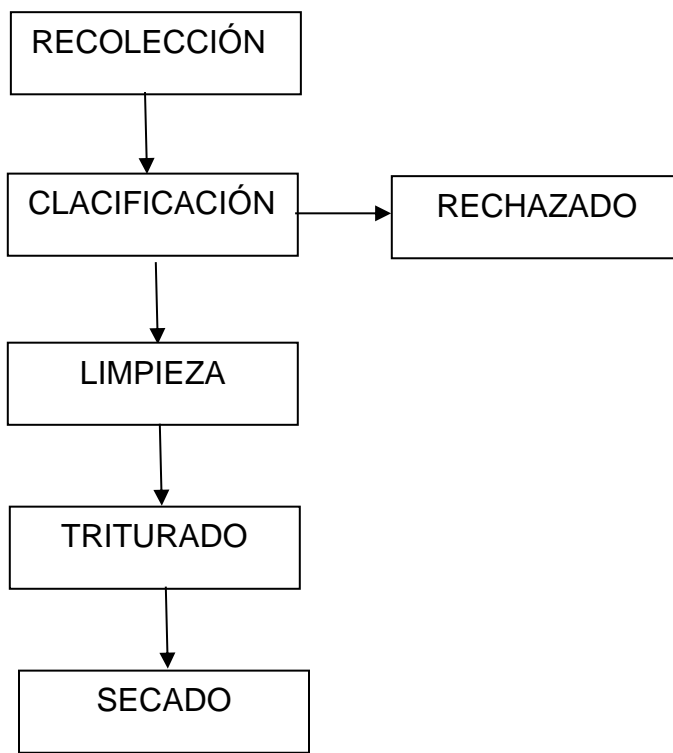 RECOLECCIÓN
CLACIFICACIÓN
RECHAZADO
LIMPIEZA
TRITURADO
SECADO